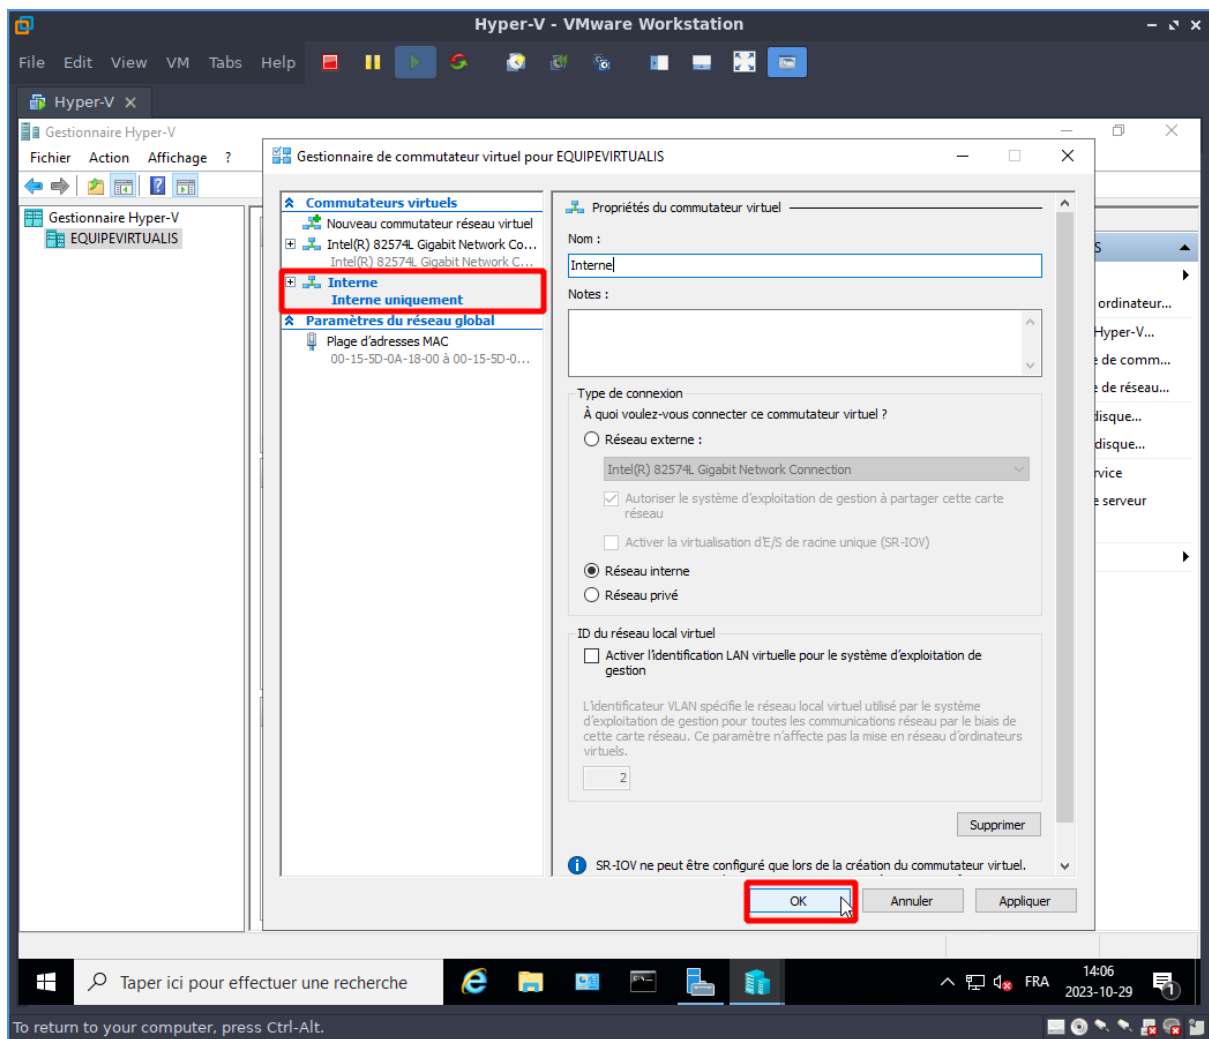 Hyper-V - VMware Workstation
File Edit View VM Tabs Help
Hyper-V
Gestionnaire Hyper-V
Fichier Action Affichage ?
Gestionnaire Hyper-V
EQUIPEVIRTUALIS
Gestionnaire de commutateur virtuel pour EQUIPEVIRTUALIS
Commutateurs virtuels
Nouveau commutateur réseau virtuel
Intel(R) 82574L Gigabit Network Co...
Intel(R) 82574L Gigabit Network C...
Interne
Interne uniquement
Paramètres du réseau global
Plage d'adresses MAC
00-15-5D-0A-18-00 à 00-15-5D-0...
Propriétés du commutateur virtuel
Nom :
Interne
Notes :
Type de connexion
À quoi voulez-vous connecter ce commutateur virtuel ?
Réseau externe :
Intel(R) 82574L Gigabit Network Connection
Autoriser le système d'exploitation de gestion à partager cette carte
réseau
Activer la virtualisation d'E/S de racine unique (SR-IOV)
Réseau interne
Réseau privé
ID du réseau local virtuel
Activer l'identification LAN virtuelle pour le système d'exploitation de
gestion
L'identificateur VLAN spécifie le réseau local virtuel utilisé par le système
d'exploitation de gestion pour toutes les communications réseau par le biais de
cette carte réseau. Ce paramètre n'affecte pas la mise en réseau d'ordinateurs
virtuels.
2
Supprimer
SR-IOV ne peut être configuré que lors de la création du commutateur virtuel.
OK Annuler Appliquer
S
ordinateur...
Hyper-V...
de comm...
de réseau...
disque...
disque...
rvice
serveur
Taper ici pour effectuer une recherche
FRA
14:06
2023-10-29
1
To return to your computer, press Ctrl-Alt.